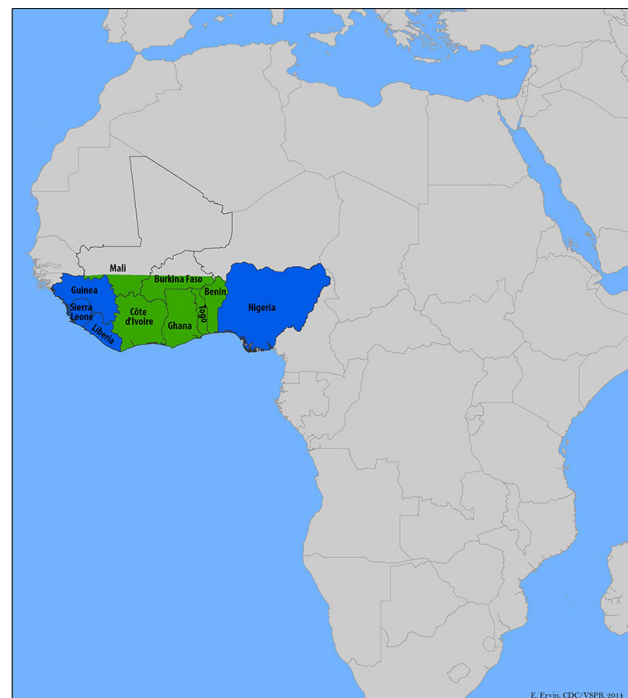 Mali
Burkina Faso
Guinea
Benin
Sierra
Leone
Côte
d'Ivoire
Togo
Nigeria
Ghana
Liberia
E. Ervin, CDC/VSPB, 2014